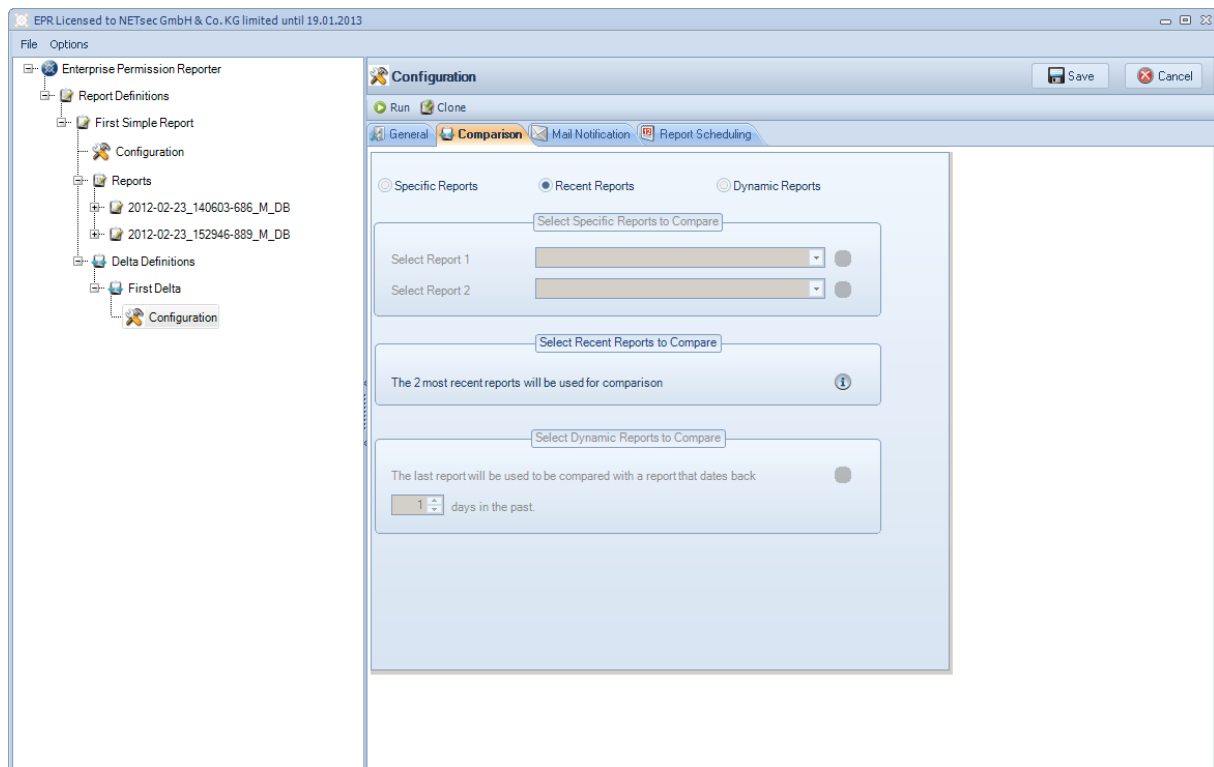 EPR Licensed to NETsec GmbH & Co. KG limited until 19.01.2013
File Options
Enterprise Permission Reporter
Report Definitions
First Simple Report
Configuration
Reports
2012-02-23_140603-686_M_DB
2012-02-23_152946-889_M_DB
Delta Definitions
First Delta
Configuration
Configuration
Save Cancel
Run Clone
General Comparison Mail Notification Report Scheduling
Specific Reports Recent Reports Dynamic Reports
Select Specific Reports to Compare
Select Report 1
Select Report 2
Select Recent Reports to Compare
The 2 most recent reports will be used for comparison
Select Dynamic Reports to Compare
The last report will be used to be compared with a report that dates back
1 days in the past.